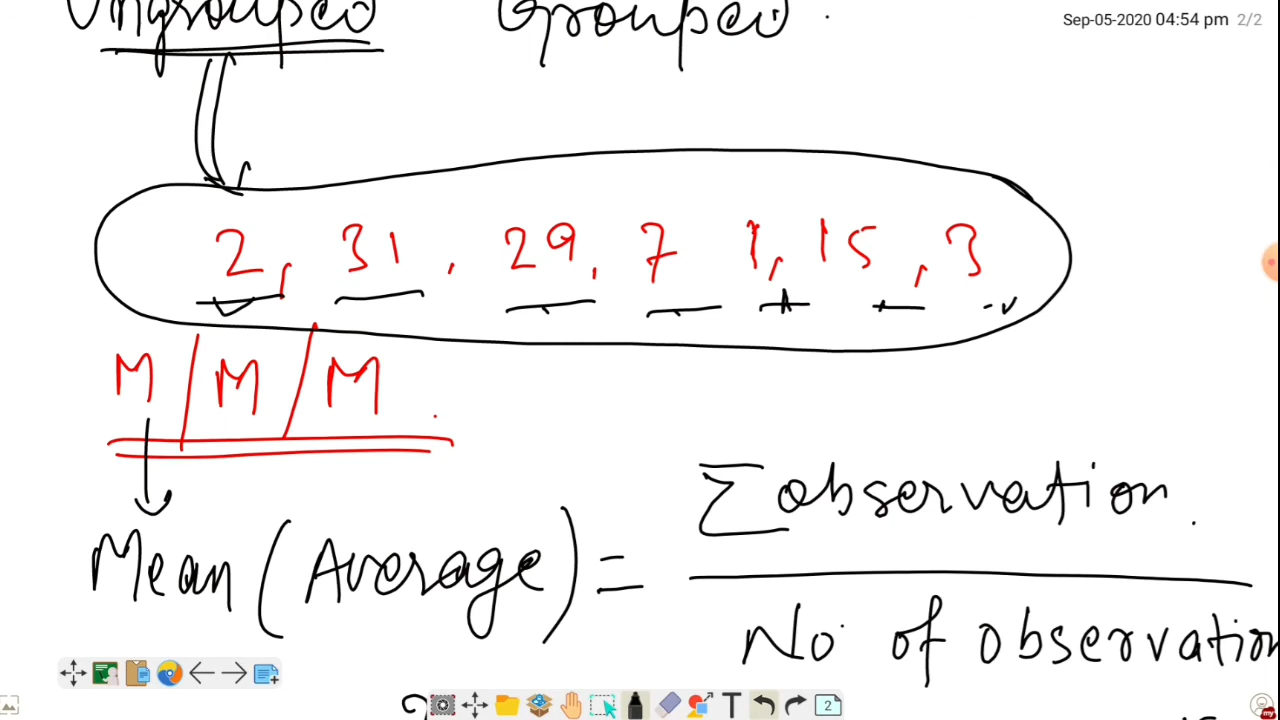 Ungrouped Grouped
Sep-05-2020 04:54 pm 2/2
2, 31, 29, 7 1, 15, 3
M/M/M
Σ observation
Mean (Average) =
No of observation
T
2